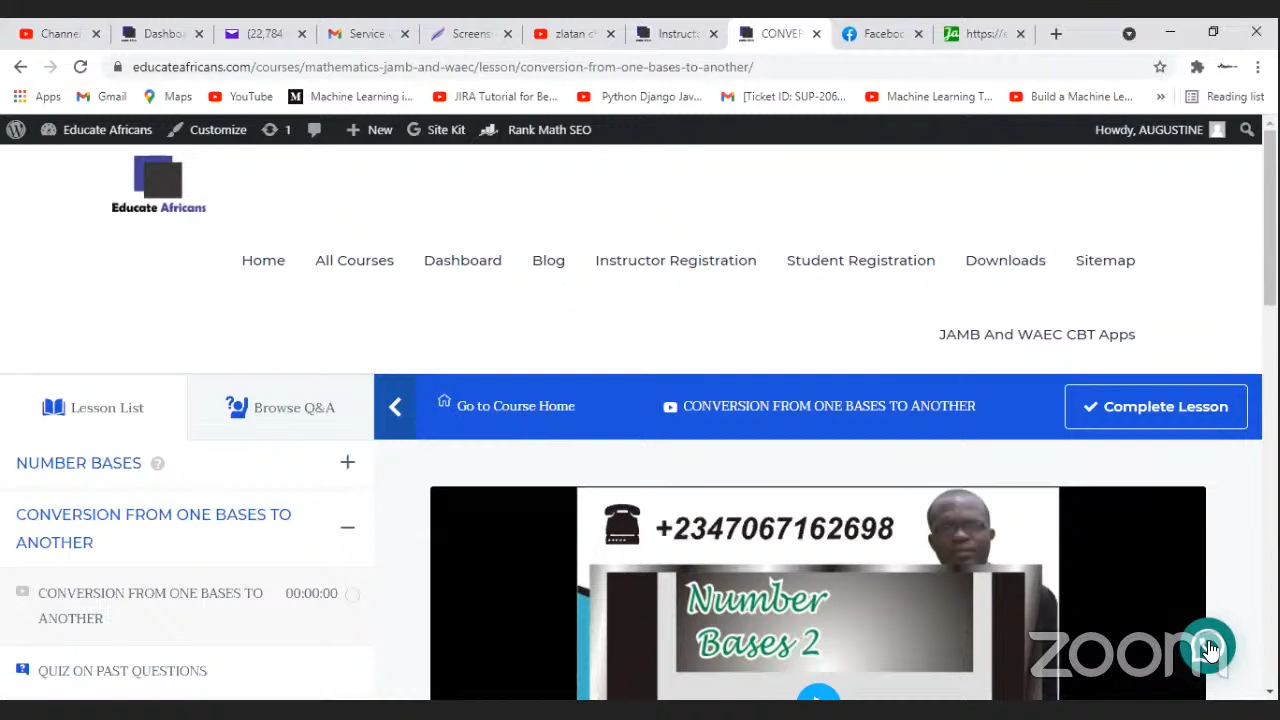 Channe
Dashboa
(22,784
Service
Screens
zlatan
Instructo
CONVER
Faceboo
https://e
educateafricans.com/courses/mathematics-jamb-and-waec/lesson/conversion-from-one-bases-to-another/
Apps
Gmail
Maps
YouTube
Machine Learning i...
JIRA Tutorial for Be...
Python Django Jav...
[Ticket ID: SUP-206...
Machine Learning T...
Build a Machine Le...
»
Reading list
Educate Africans
Customize
1
New
Site Kit
Rank Math SEO
Howdy, AUGUSTINE
Educate Africans
Home
All Courses
Dashboard
Blog
Instructor Registration
Student Registration
Downloads
Sitemap
JAMB And WAEC CBT Apps
Lesson List
Browse Q&A
Go to Course Home
CONVERSION FROM ONE BASES TO ANOTHER
Complete Lesson
NUMBER BASES
CONVERSION FROM ONE BASES TO
ANOTHER
CONVERSION FROM ONE BASES TO
ANOTHER
00:00:00
QUIZ ON PAST QUESTIONS
+2347067162698
Number
Bases 2
zoom